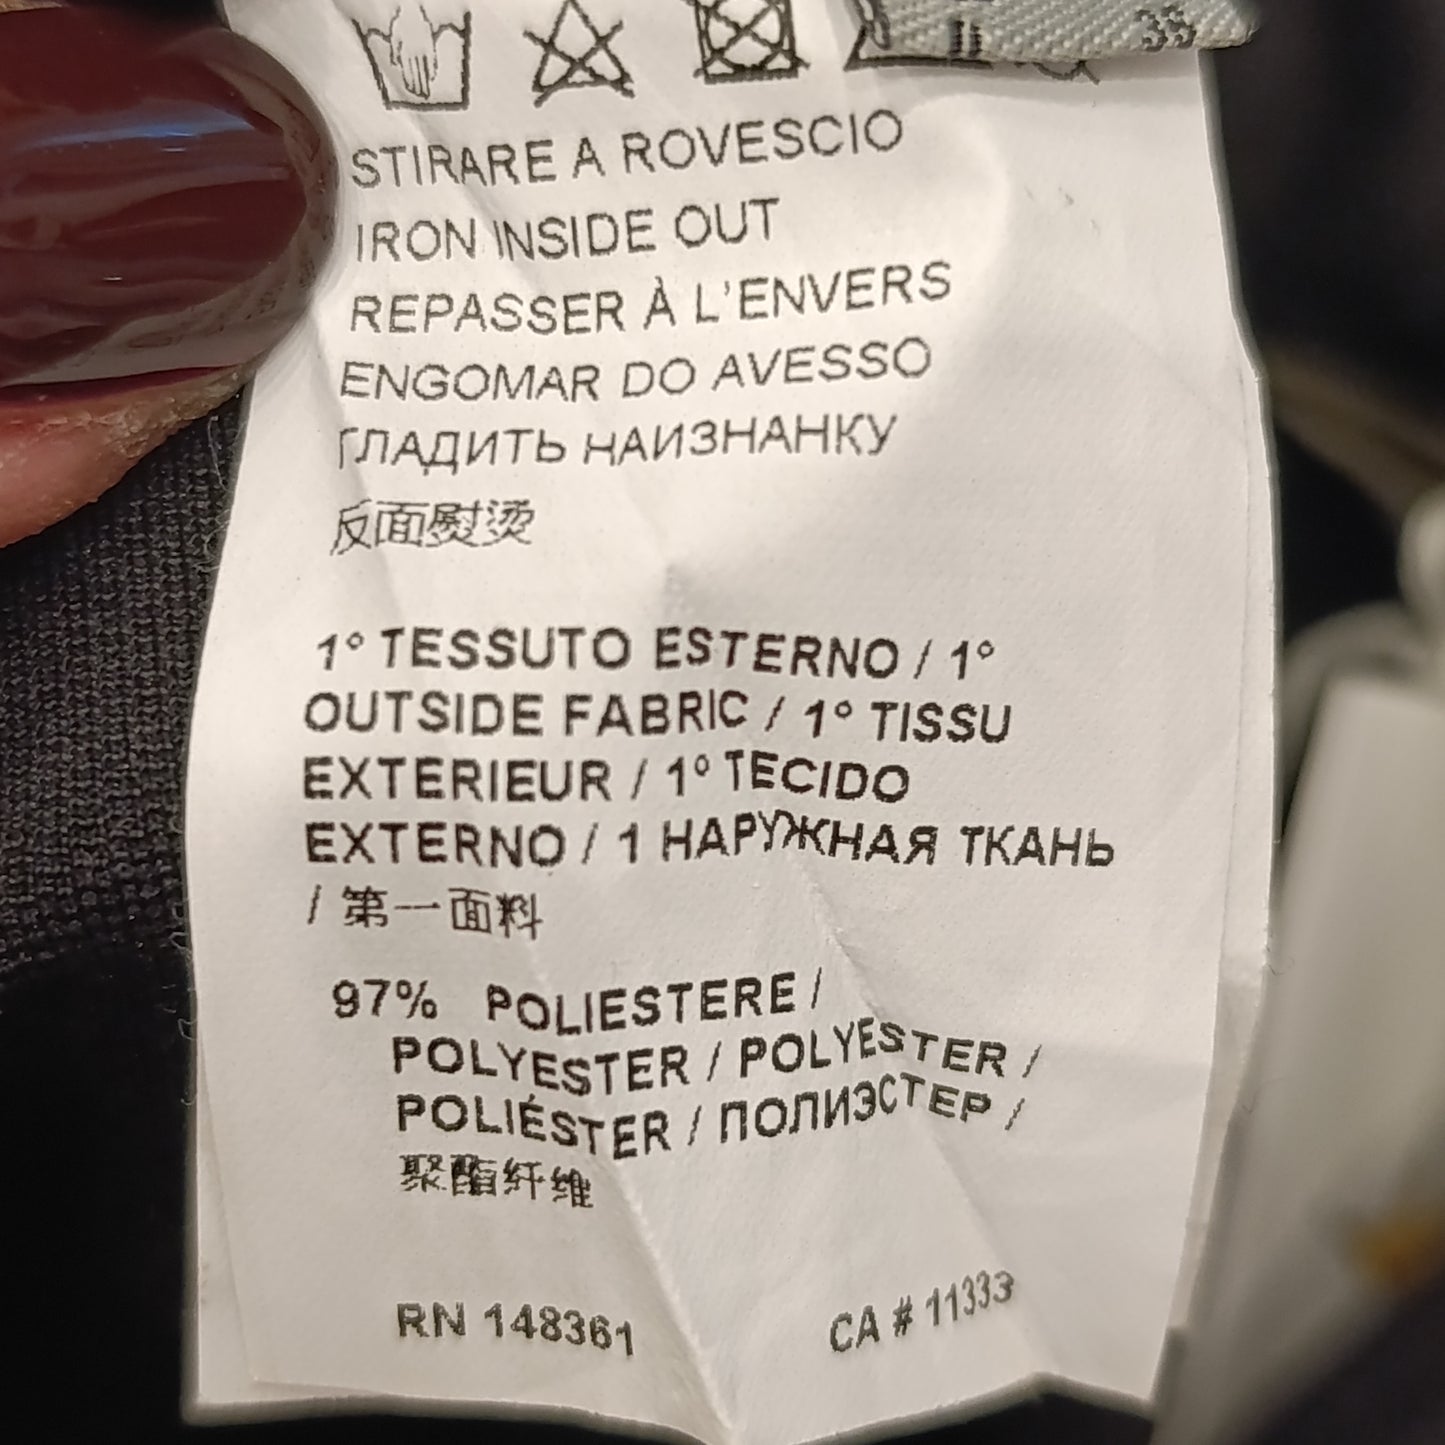 38
STIRARE A ROVESCIO
IRON INSIDE OUT
REPASSER À L'ENVERS
ENGOMAR DO AVESSO
ГЛАДИТЬ НАИЗНАНКУ
反面熨烫
1° TESSUTO ESTERNO / 1°
OUTSIDE FABRIC / 1° TISSU
EXTERIEUR / 1° TECIDO
EXTERNO / 1 НАРУЖНАЯ ТКАНЬ
/ 第一面料
97% POLIESTERE /
POLYESTER / POLYESTER /
POLIÉSTER / ПОЛИЭСТЕР /
聚酯纤维
RN 148361 CA # 11333